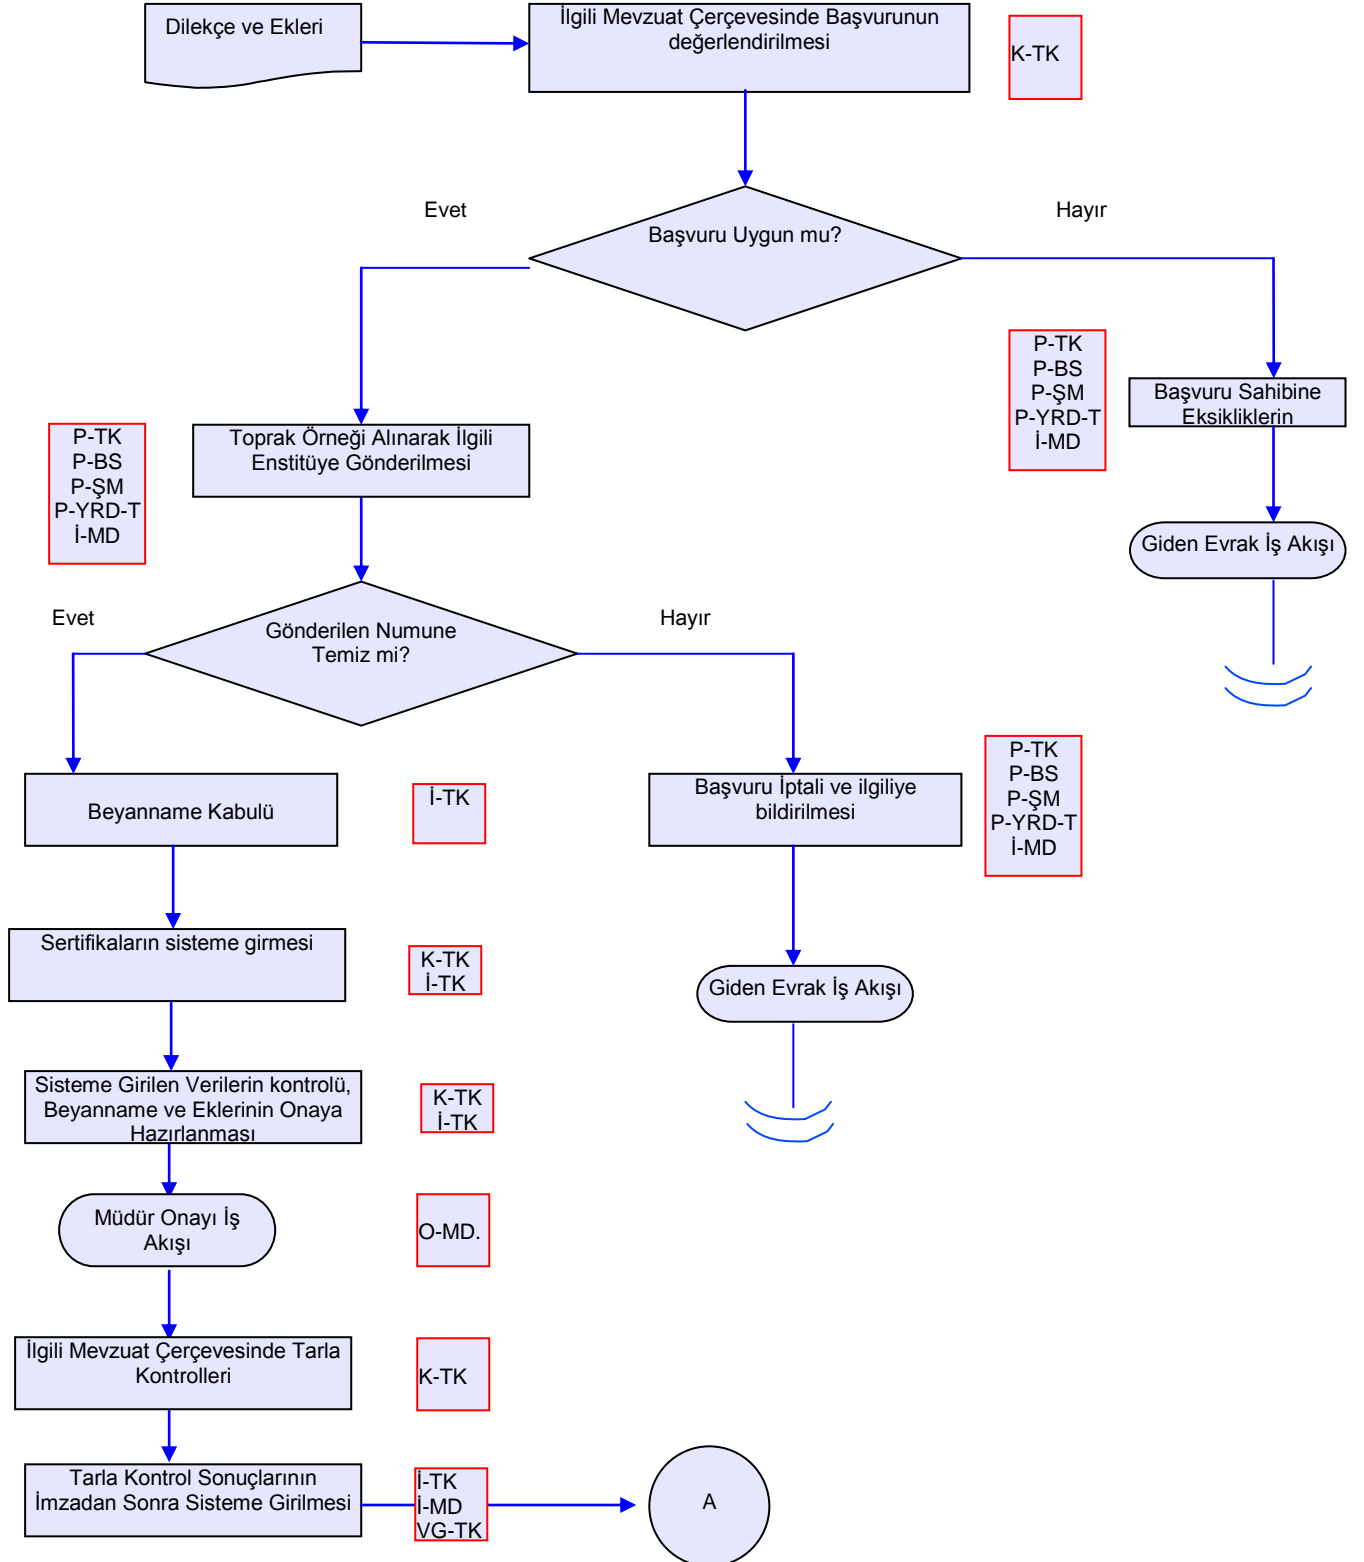 Dilekçe ve Ekleri
İlgili Mevzuat Çerçevesinde Başvurunun
değerlendirilmesi
K-TK
Evet
Başvuru Uygun mu?
Hayır
P-TK
P-BS
P-ŞM
P-YRD-T
İ-MD
Başvuru Sahibine
Eksikliklerin
Toprak Örneği Alınarak İlgili
Enstitüye Gönderilmesi
P-TK
P-BS
P-ŞM
P-YRD-T
İ-MD
Giden Evrak İş Akışı
Evet
Gönderilen Numune
Temiz mi?
Hayır
Beyanname Kabulü
İ-TK
Başvuru İptali ve ilgiliye
bildirilmesi
P-TK
P-BS
P-ŞM
P-YRD-T
İ-MD
Sertifikaların sisteme girmesi
K-TK
İ-TK
Giden Evrak İş Akışı
Sisteme Girilen Verilerin kontrolü,
Beyanname ve Eklerinin Onaya
Hazırlanması
K-TK
İ-TK
Müdür Onayı İş
Akışı
O-MD.
İlgili Mevzuat Çerçevesinde Tarla
Kontrolleri
K-TK
Tarla Kontrol Sonuçlarının
İmzadan Sonra Sisteme Girilmesi
İ-TK
İ-MD
VG-TK
A